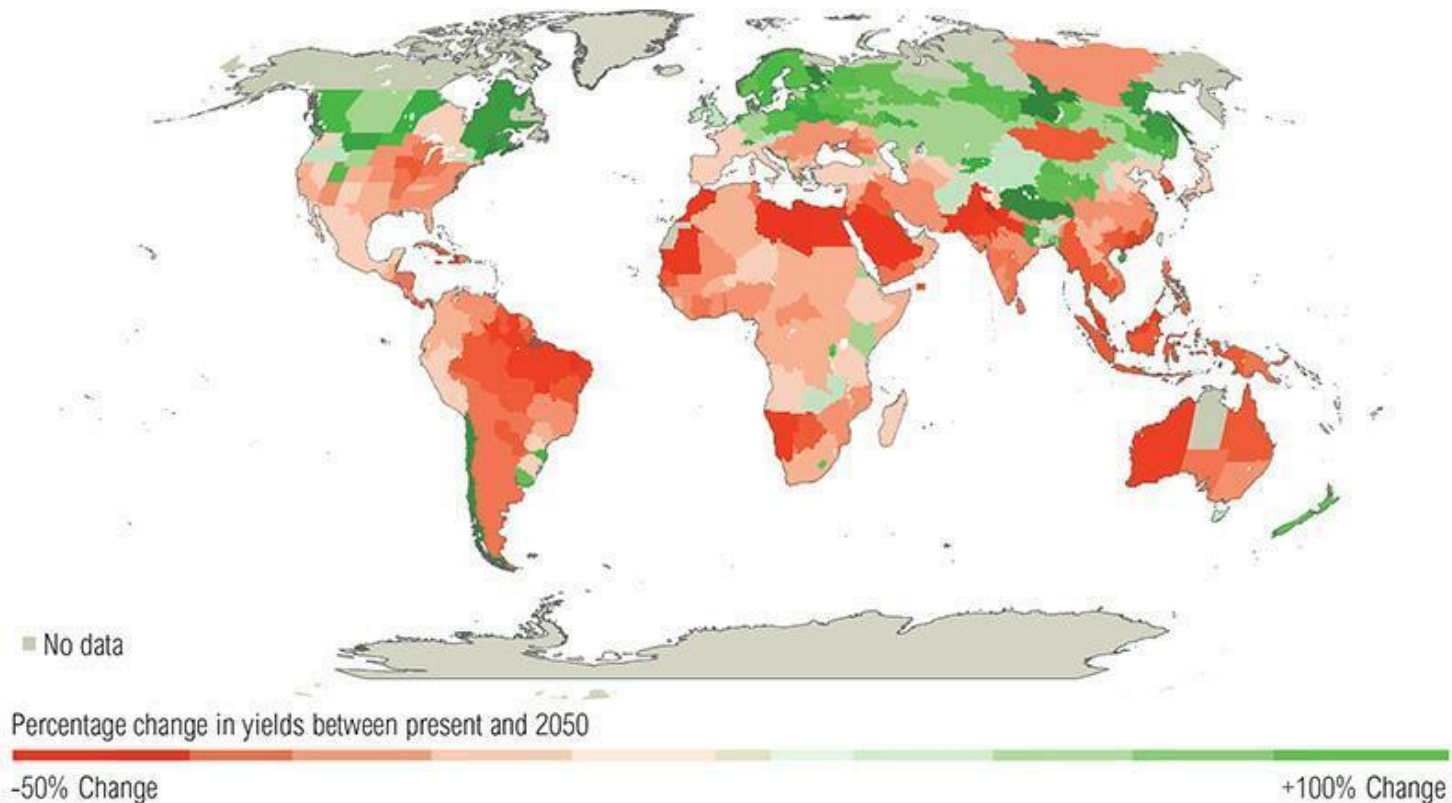 No data
Percentage change in yields between present and 2050
-50% Change
+100% Change